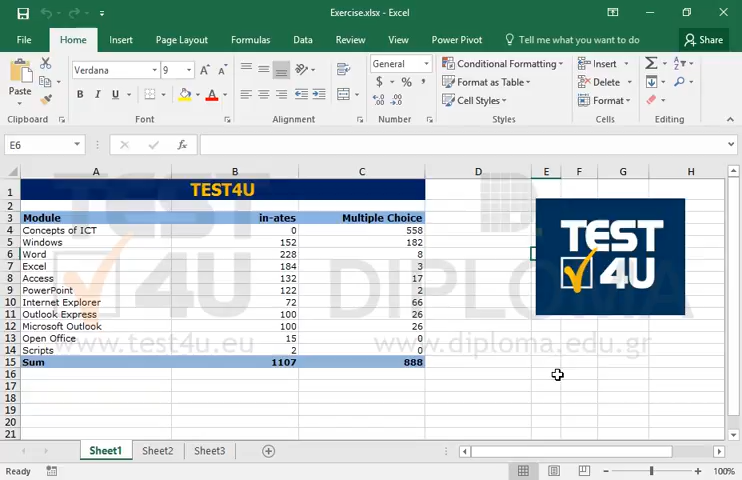 Exercise.xlsx - Excel
File Home Insert Page Layout Formulas Data Review View Power Pivot Tell me what you want to do Share
Paste Verdana 9 General Conditional Formatting Insert
B I U A $ % , Format as Table Delete
Cell Styles Format
Clipboard Font Alignment Number Styles Cells Editing
E6 fx
A B C D E F G H
1 TEST4U
2
3 Module in-ates Multiple Choice
4 Concepts of ICT 0 558
5 Windows 152 182
6 Word 228 8
7 Excel 184 3
8 Access 132 17
9 PowerPoint 122 2
10 Internet Explorer 72 66
11 Outlook Express 100 26
12 Microsoft Outlook 100 26
13 Open Office 15 0
14 Scripts 2 0
15 Sum 1107 888
16
17
18
19
20
21
TEST
4U
TEST
4U
DIPLOMA
www.test4u.eu
www.diploma.edu.gr
Sheet1 Sheet2 Sheet3
Ready 100%